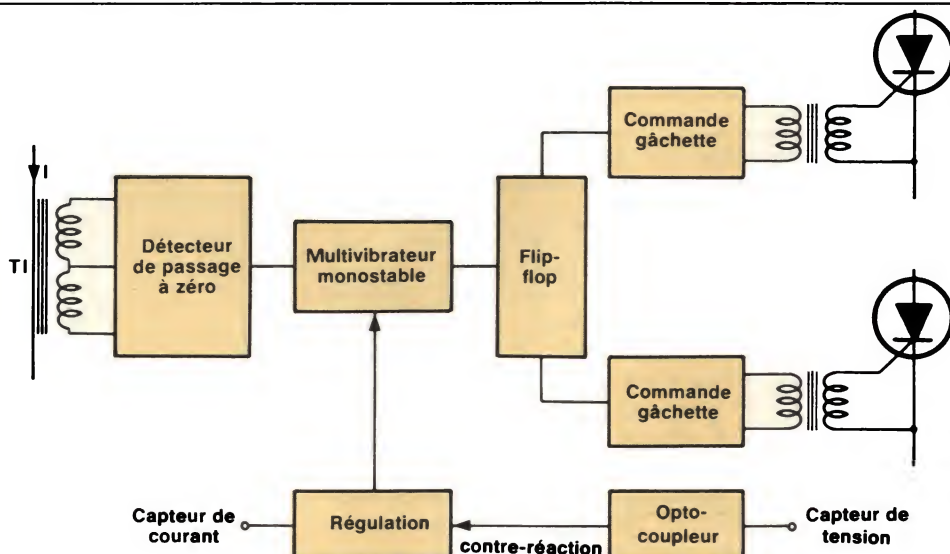 Commande
gâchette
I
TI
Détecteur
de passage
à zéro
Multivibrateur
monostable
Flip-
flop
Commande
gâchette
Capteur de
courant
Régulation
contre-réaction
Opto-
coupleur
Capteur de
tension